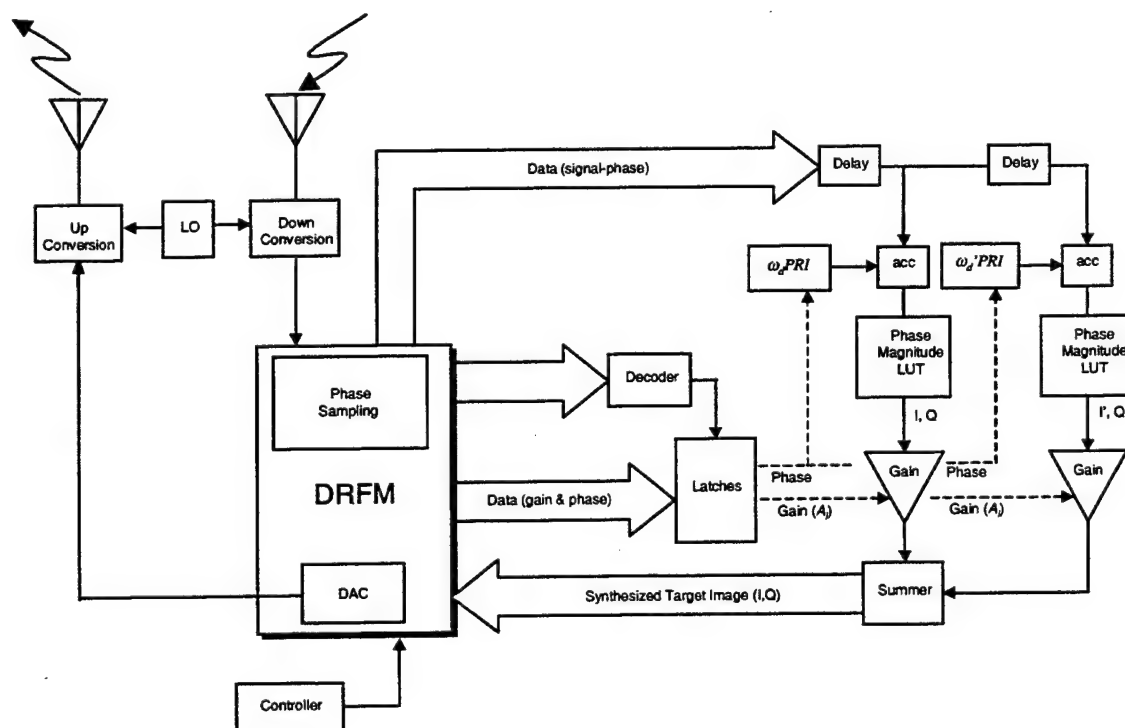 Data (signal-phase)
Delay
Delay
Up
Conversion
LO
Down
Conversion
ω_d PRI
acc
ω_d' PRI
acc
Phase
Magnitude
LUT
Phase
Magnitude
LUT
Phase
Sampling
Decoder
I, Q
I', Q
DRFM
Data (gain & phase)
Latches
Phase
Gain
Phase
Gain
Gain (A_i)
Gain (A_i)
DAC
Synthesized Target Image (I,Q)
Summer
Controller